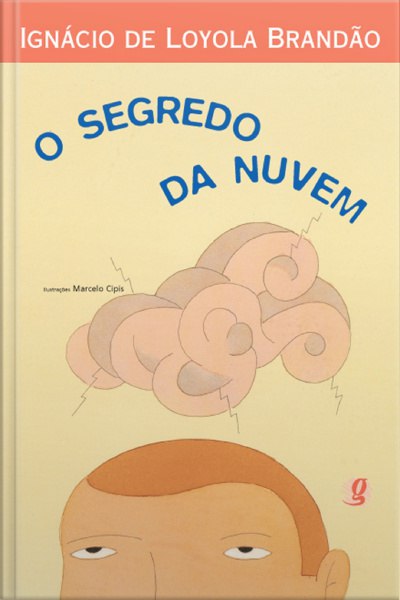 IGNÁCIO DE LOYOLA BRANDÃO
O SEGREDO
DA NUVEM
Ilustrações Marcelo Cipis
g